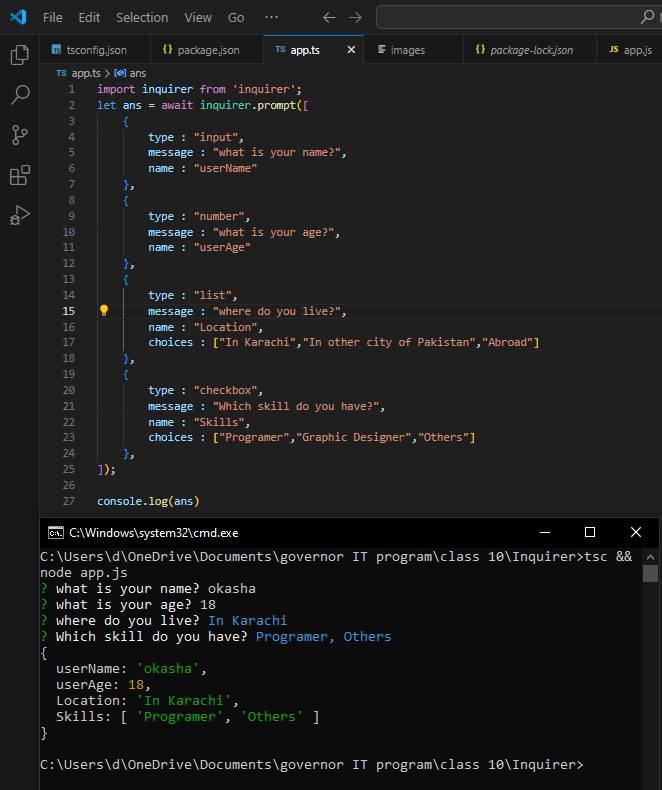 File Edit Selection View Go ···
tsconfig.json package.json app.ts images package-lock.json app.js
TS app.ts > ans
1 import inquirer from 'inquirer';
2 let ans = await inquirer.prompt([
3 {
4 type : "input",
5 message : "what is your name?",
6 name : "userName"
7 },
8 {
9 type : "number",
10 message : "what is your age?",
11 name : "userAge"
12 },
13 {
14 type : "list",
15 message : "where do you live?",
16 name : "Location",
17 choices : ["In Karachi","In other city of Pakistan","Abroad"]
18 },
19 {
20 type : "checkbox",
21 message : "Which skill do you have?",
22 name : "Skills",
23 choices : ["Programer","Graphic Designer","Others"]
24 },
25 ]);
26
27 console.log(ans)
C:\Windows\system32\cmd.exe
C:\Users\d\OneDrive\Documents\governor IT program\class 10\Inquirer>tsc &&
node app.js
? what is your name? okasha
? what is your age? 18
? where do you live? In Karachi
? Which skill do you have? Programer, Others
{
userName: 'okasha',
userAge: 18,
Location: 'In Karachi',
Skills: [ 'Programer', 'Others' ]
}
C:\Users\d\OneDrive\Documents\governor IT program\class 10\Inquirer>